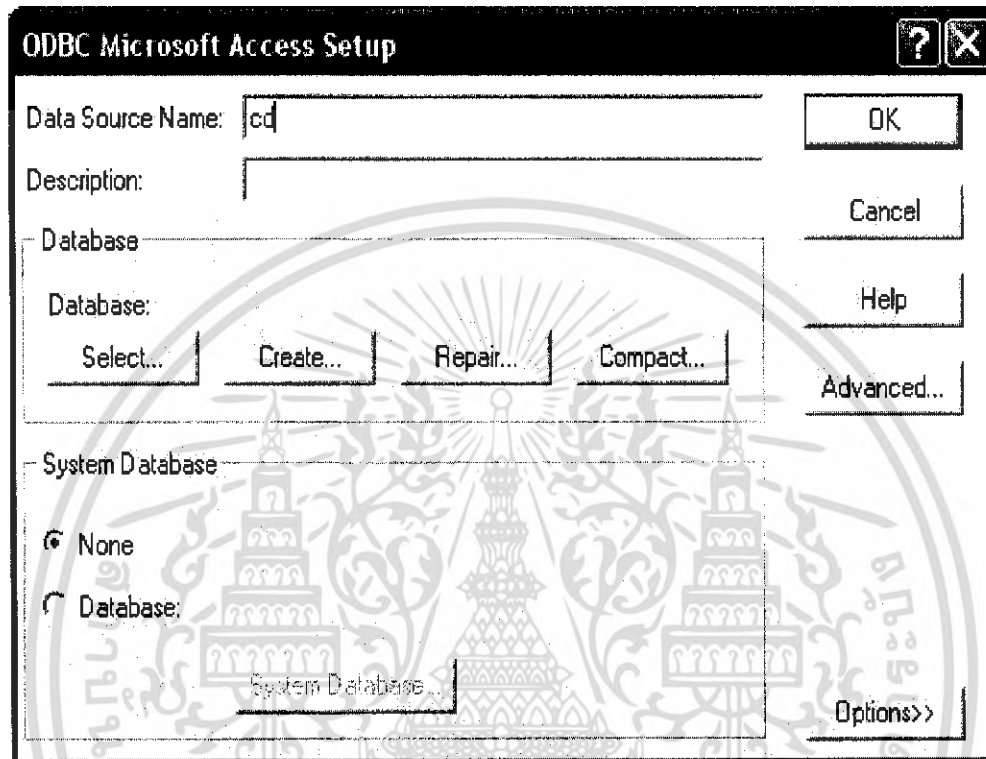 ODBC Microsoft Access Setup
Data Source Name: cd
OK
Description:
Cancel
Database
Database:
Help
Select... Create... Repair... Compact...
Advanced...
System Database
None
Database:
System Database...
Options>>